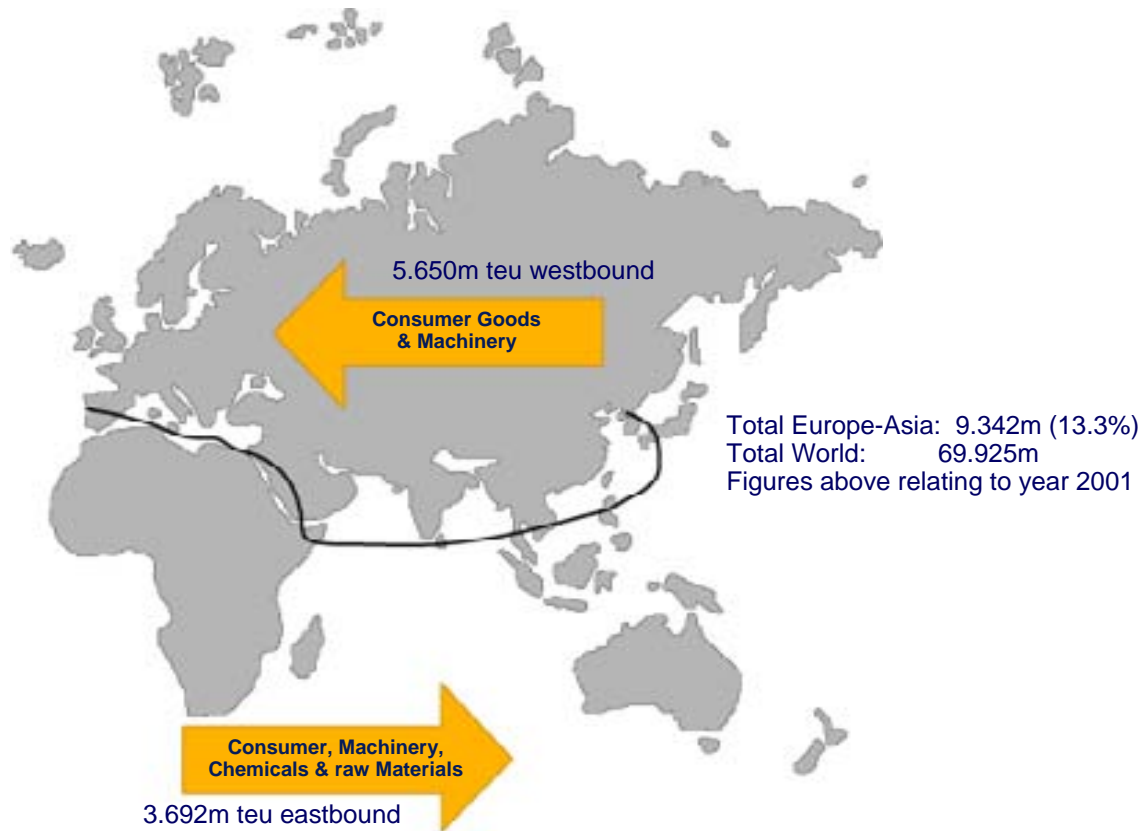 5.650m teu westbound
Consumer Goods
& Machinery
Total Europe-Asia: 9.342m (13.3%)
Total World: 69.925m
Figures above relating to year 2001
Consumer, Machinery,
Chemicals & raw Materials
3.692m teu eastbound